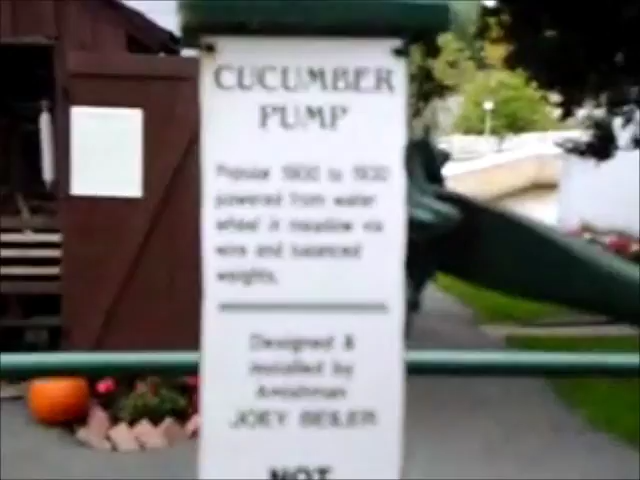 CUCUMBER
PUMP
Popular 1900 to 1930
powered from water
wheel in meadow via
wire and balanced
weights.
Designed &
installed by
Amishman
JOEY BEILER
NOT